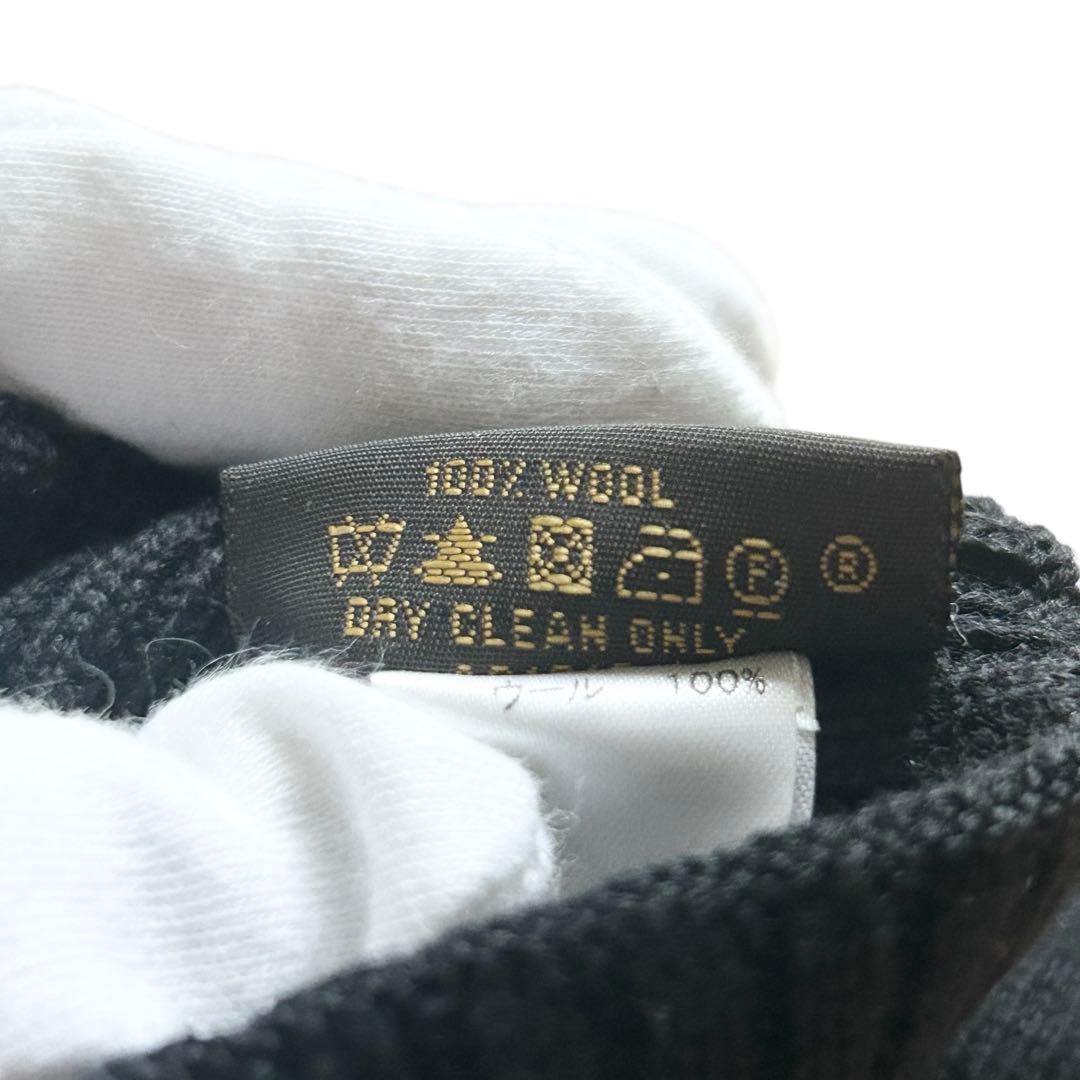 100% WOOL
P R
DRY CLEAN ONLY
ウール 100%